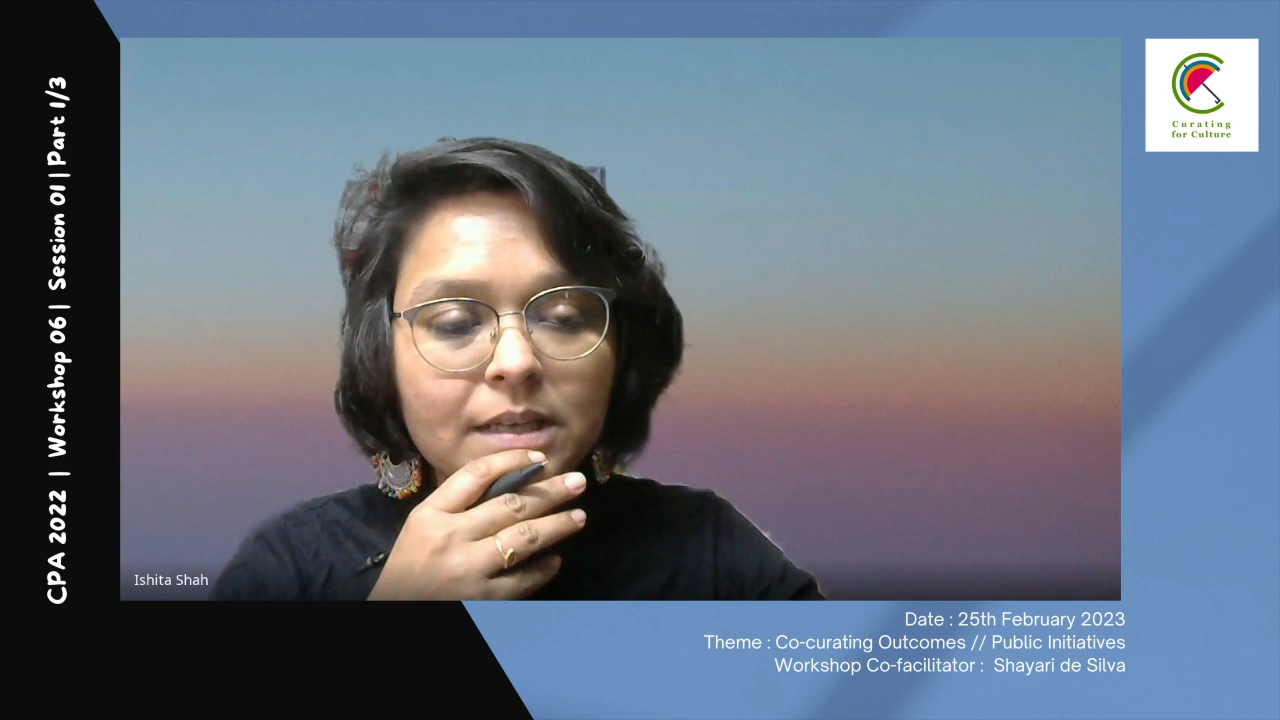 CPA 2022 | Workshop 06 | Session 01 | Part 1/3
Curating
for Culture
Ishita Shah
Date : 25th February 2023
Theme : Co-curating Outcomes // Public Initiatives
Workshop Co-facilitator : Shayari de Silva